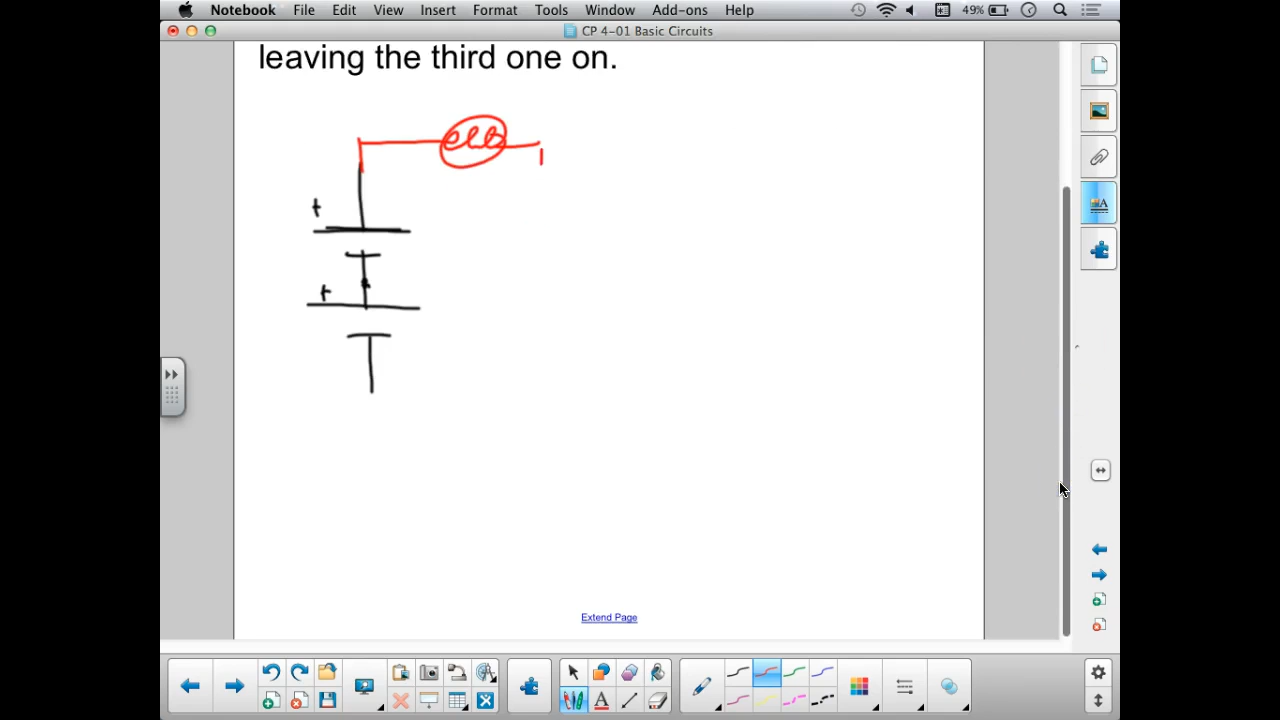 Notebook File Edit View Insert Format Tools Window Add-ons Help 49%
CP 4-01 Basic Circuits
leaving the third one on.
+
+
Extend Page